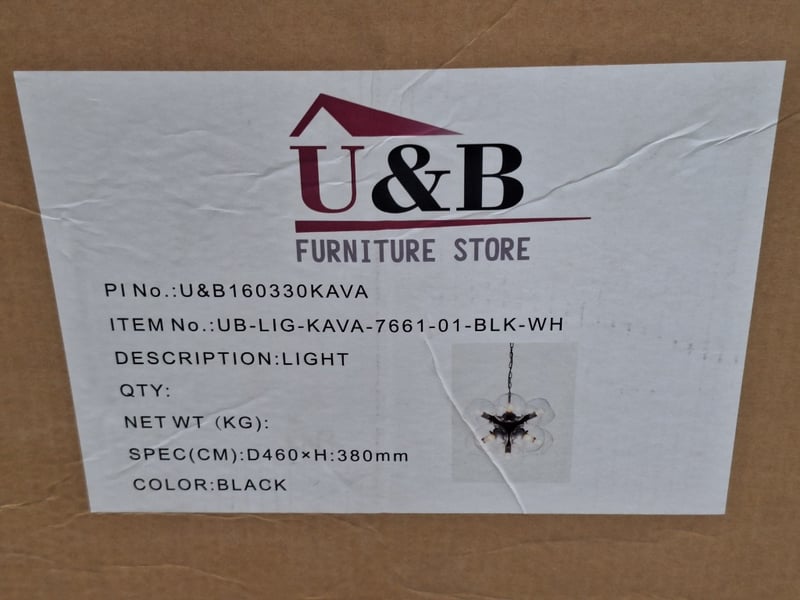 U&B
FURNITURE STORE
PI No.:U&B160330KAVA
ITEM No.:UB-LIG-KAVA-7661-01-BLK-WH
DESCRIPTION:LIGHT
QTY:
NET WT (KG):
SPEC(CM):D460×H:380mm
COLOR:BLACK